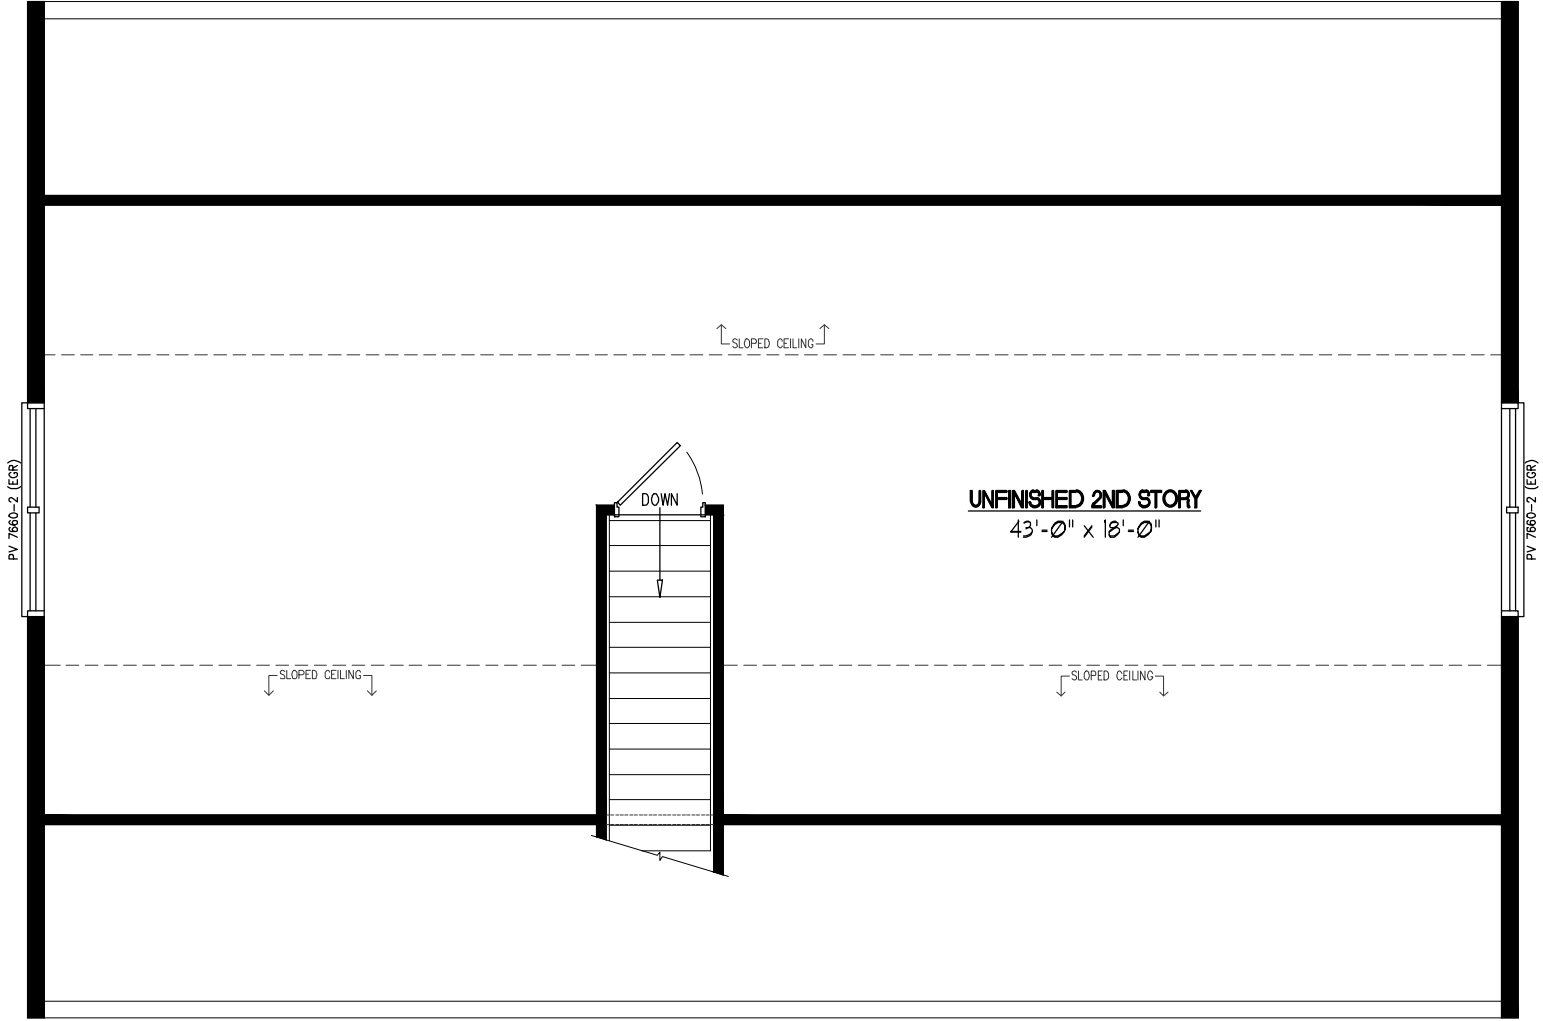 SLOPED CEILING
PV 7660-2 (EGR)
DOWN
UNFINISHED 2ND STORY
43'-0" x 18'-0"
PV 7660-2 (EGR)
SLOPED CEILING
SLOPED CEILING